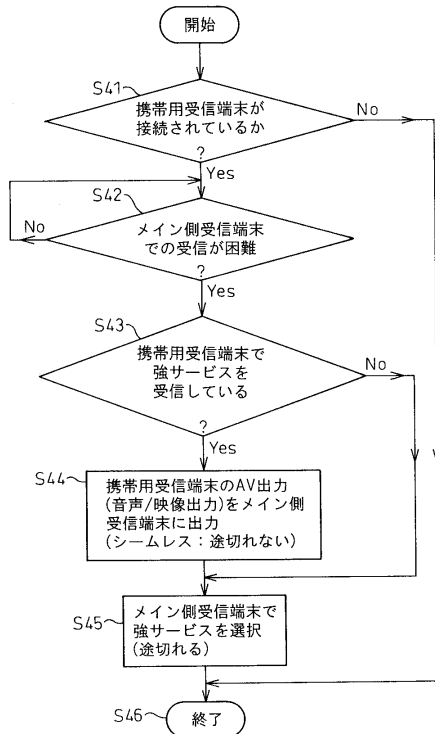 開始
S41
携帯用受信端末が
接続されているか
?
No
Yes
S42
メイン側受信端末
での受信が困難
?
No
Yes
S43
携帯用受信端末で
強サービスを
受信している
?
No
Yes
S44
携帯用受信端末のAV出力
(音声/映像出力)をメイン側
受信端末に出力
(シームレス:途切れない)
S45
メイン側受信端末で
強サービスを選択
(途切れる)
S46
終了